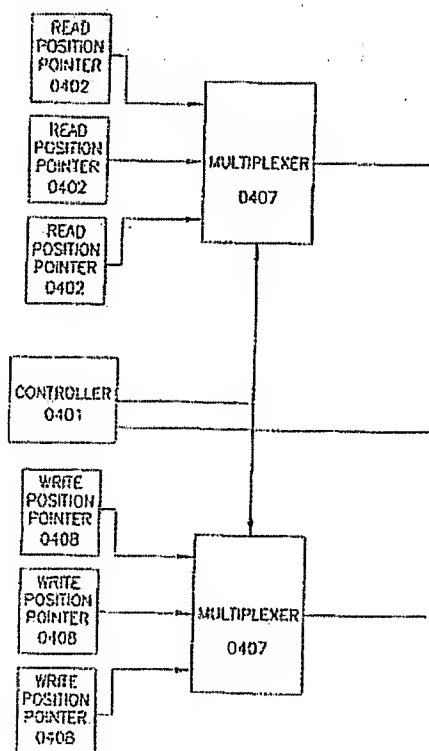 READ
POSITION
POINTER
0402
READ
POSITION
POINTER
0402
READ
POSITION
POINTER
0402
MULTIPLEXER
0407
CONTROLLER
0401
WRITE
POSITION
POINTER
0408
WRITE
POSITION
POINTER
0408
WRITE
POSITION
POINTER
0408
MULTIPLEXER
0407